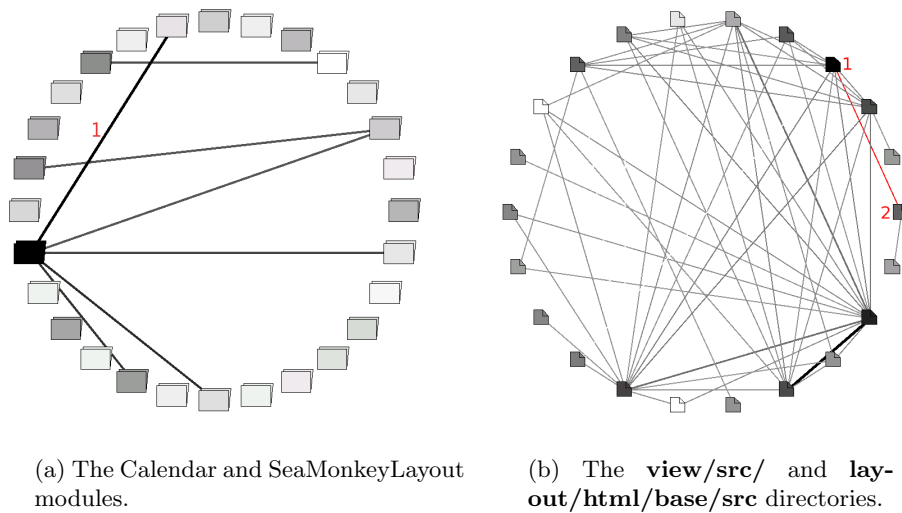 1
1
2
(a) The Calendar and SeaMonkeyLayout
modules.
(b) The view/src/ and lay-
out/html/base/src directories.